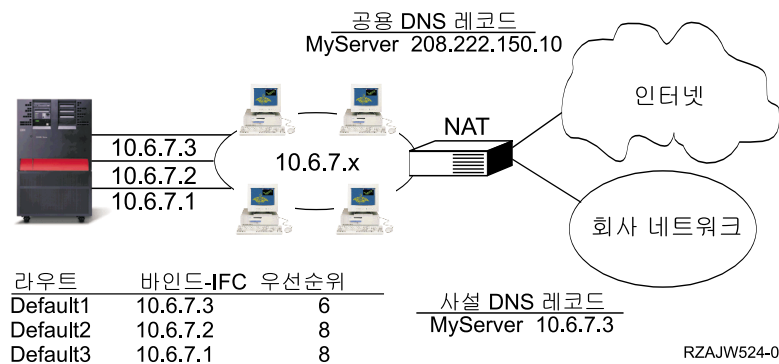 공용 DNS 레코드
MyServer 208.222.150.10
인터넷
NAT
10.6.7.3
10.6.7.2
10.6.7.1
10.6.7.x
회사 네트워크
라우트 바인드-IFC 우선순위
Default1 10.6.7.3 6
Default2 10.6.7.2 8
Default3 10.6.7.1 8
사설 DNS 레코드
MyServer 10.6.7.3
RZAJW524-0